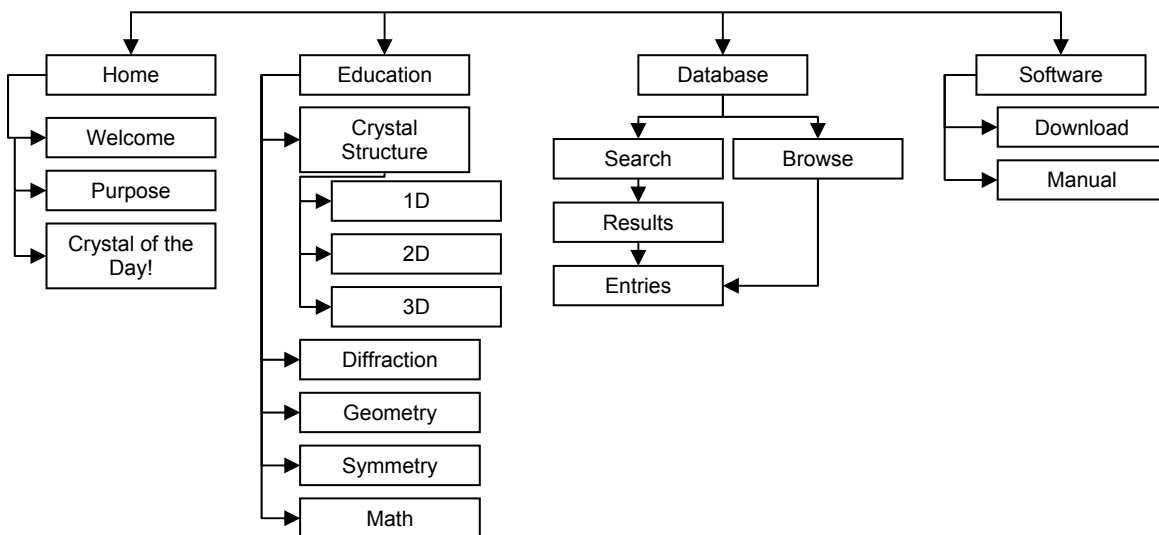 Home
Education
Database
Software
Welcome
Purpose
Crystal of the
Day!
Crystal
Structure
1D
2D
3D
Diffraction
Geometry
Symmetry
Math
Search
Browse
Results
Entries
Download
Manual